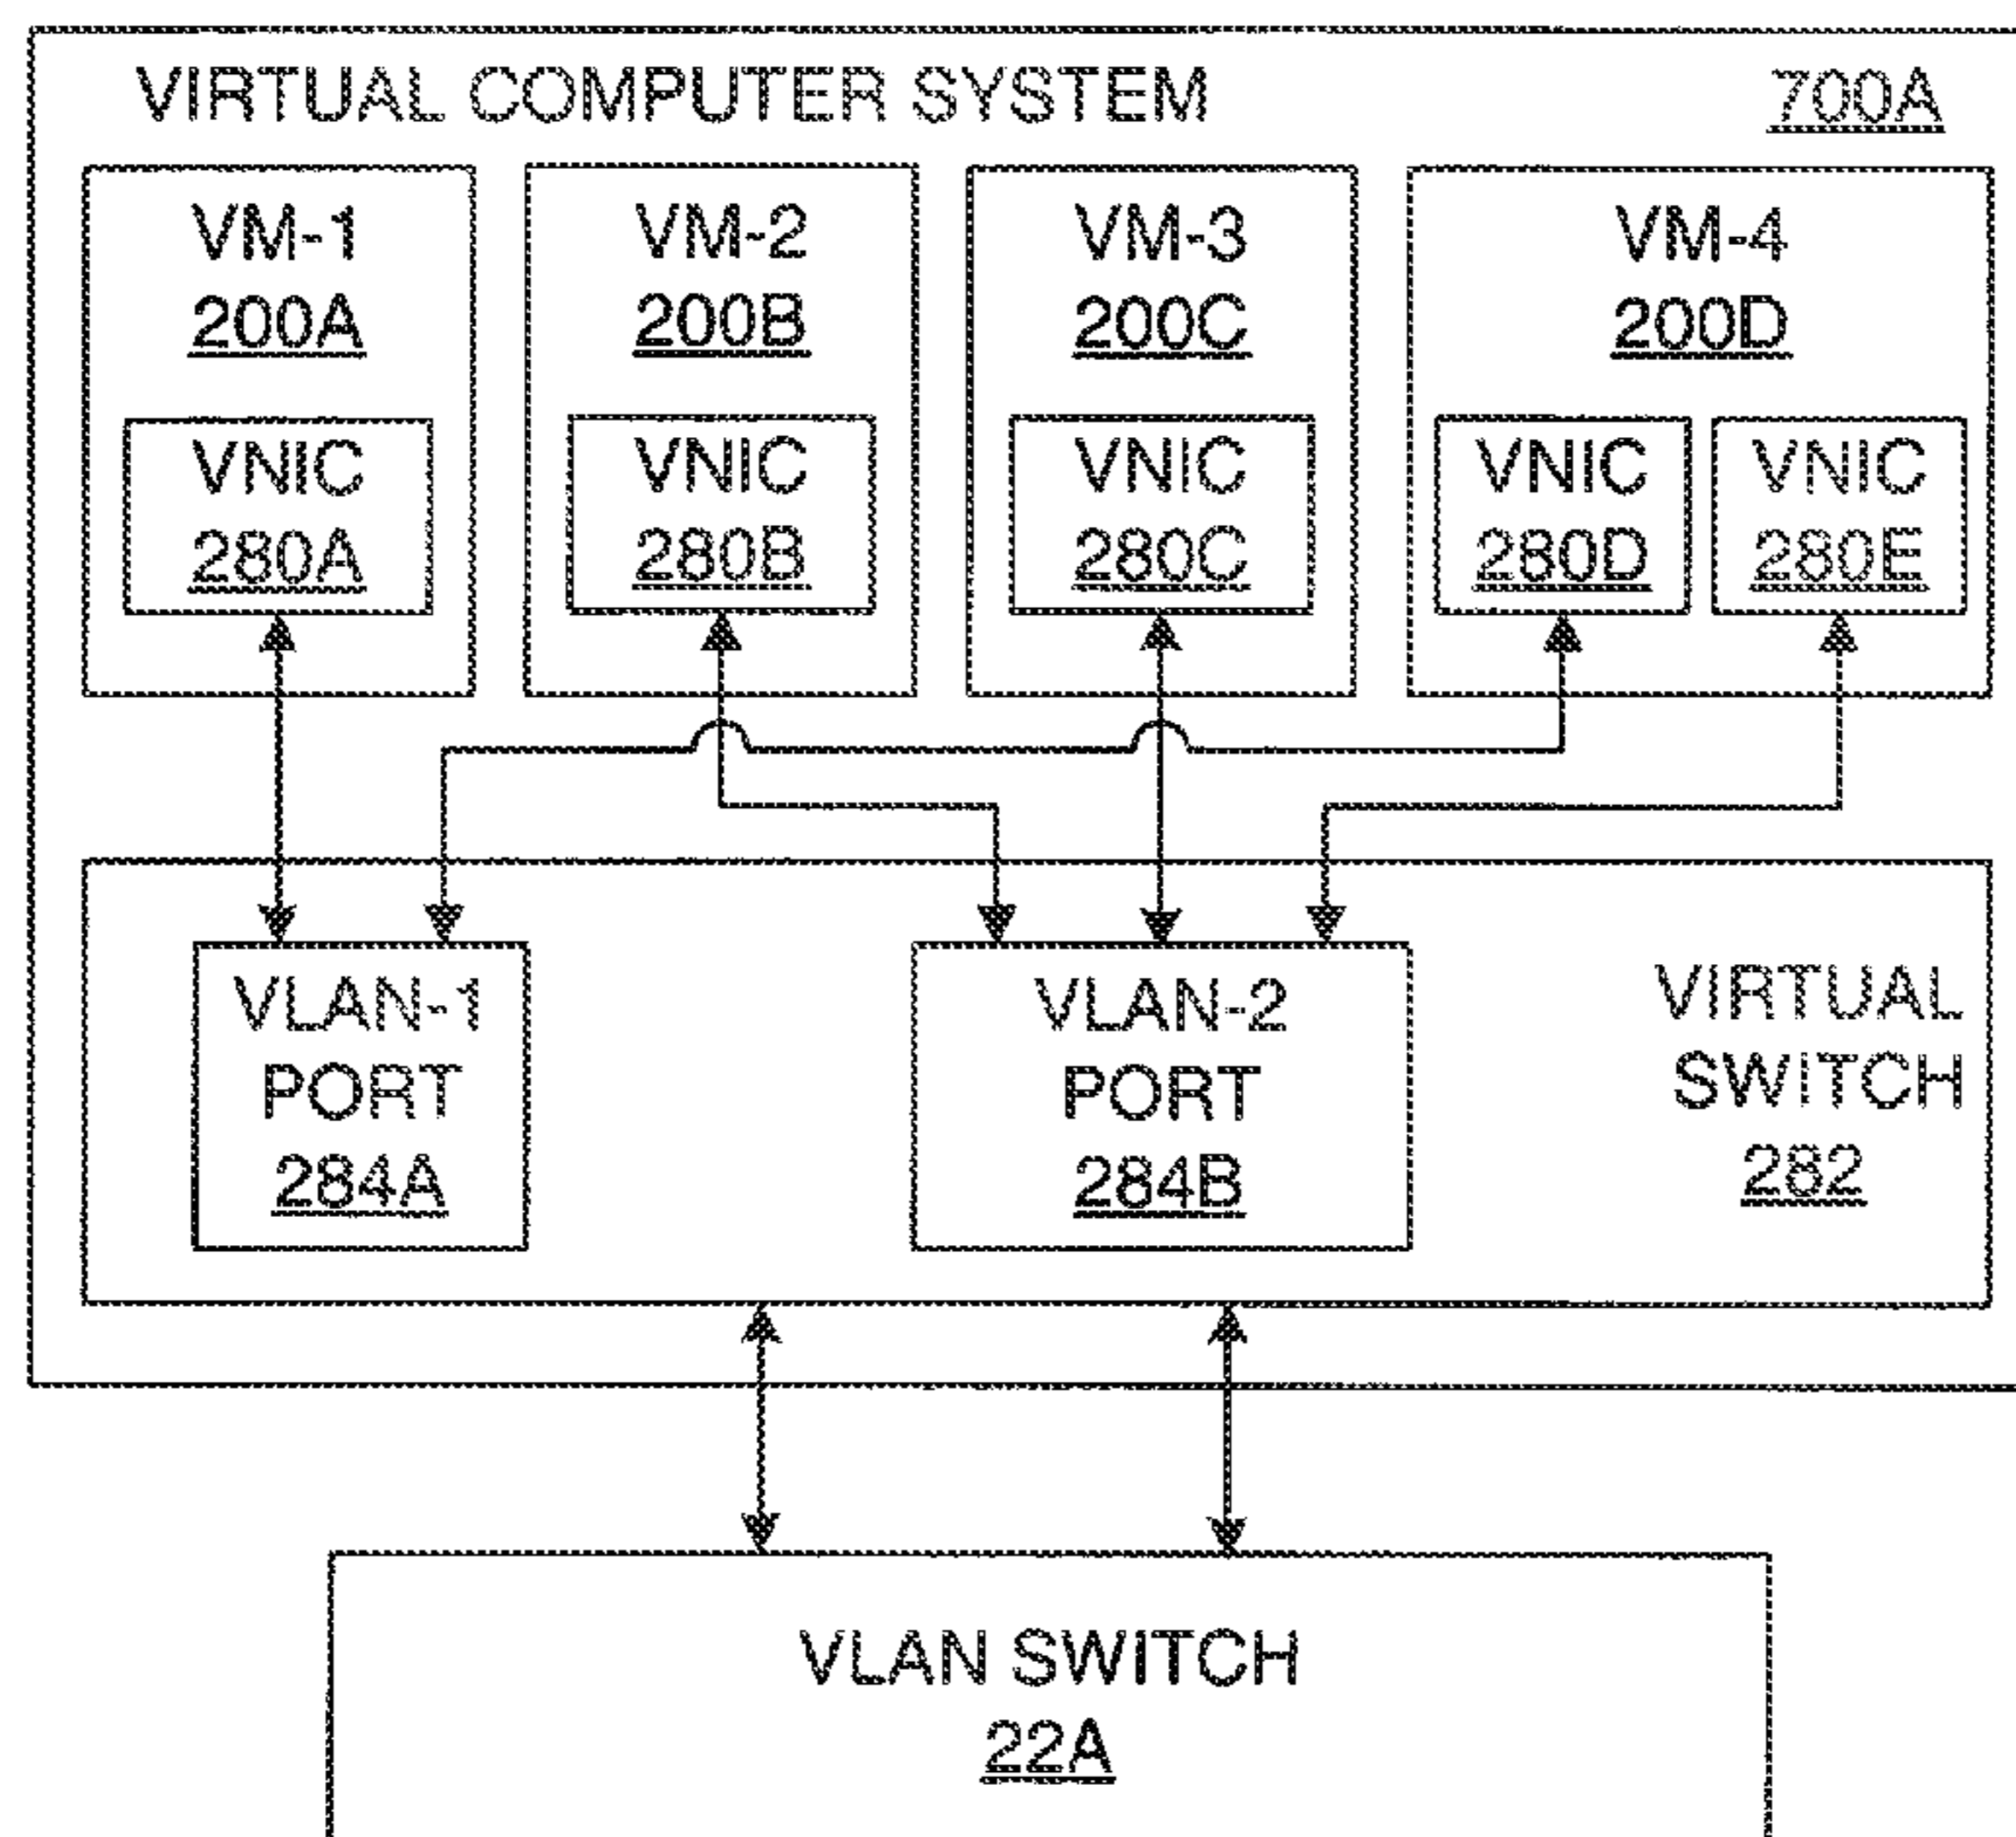 VIRTUAL COMPUTER SYSTEM 700A
VM-1
200A
VNIC
280A
VM-2
200B
VNIC
280B
VM-3
200C
VNIC
280C
VM-4
200D
VNIC
280D
VNIC
280E
VLAN-1
PORT
284A
VLAN-2
PORT
284B
VIRTUAL
SWITCH
282
VLAN SWITCH
22A